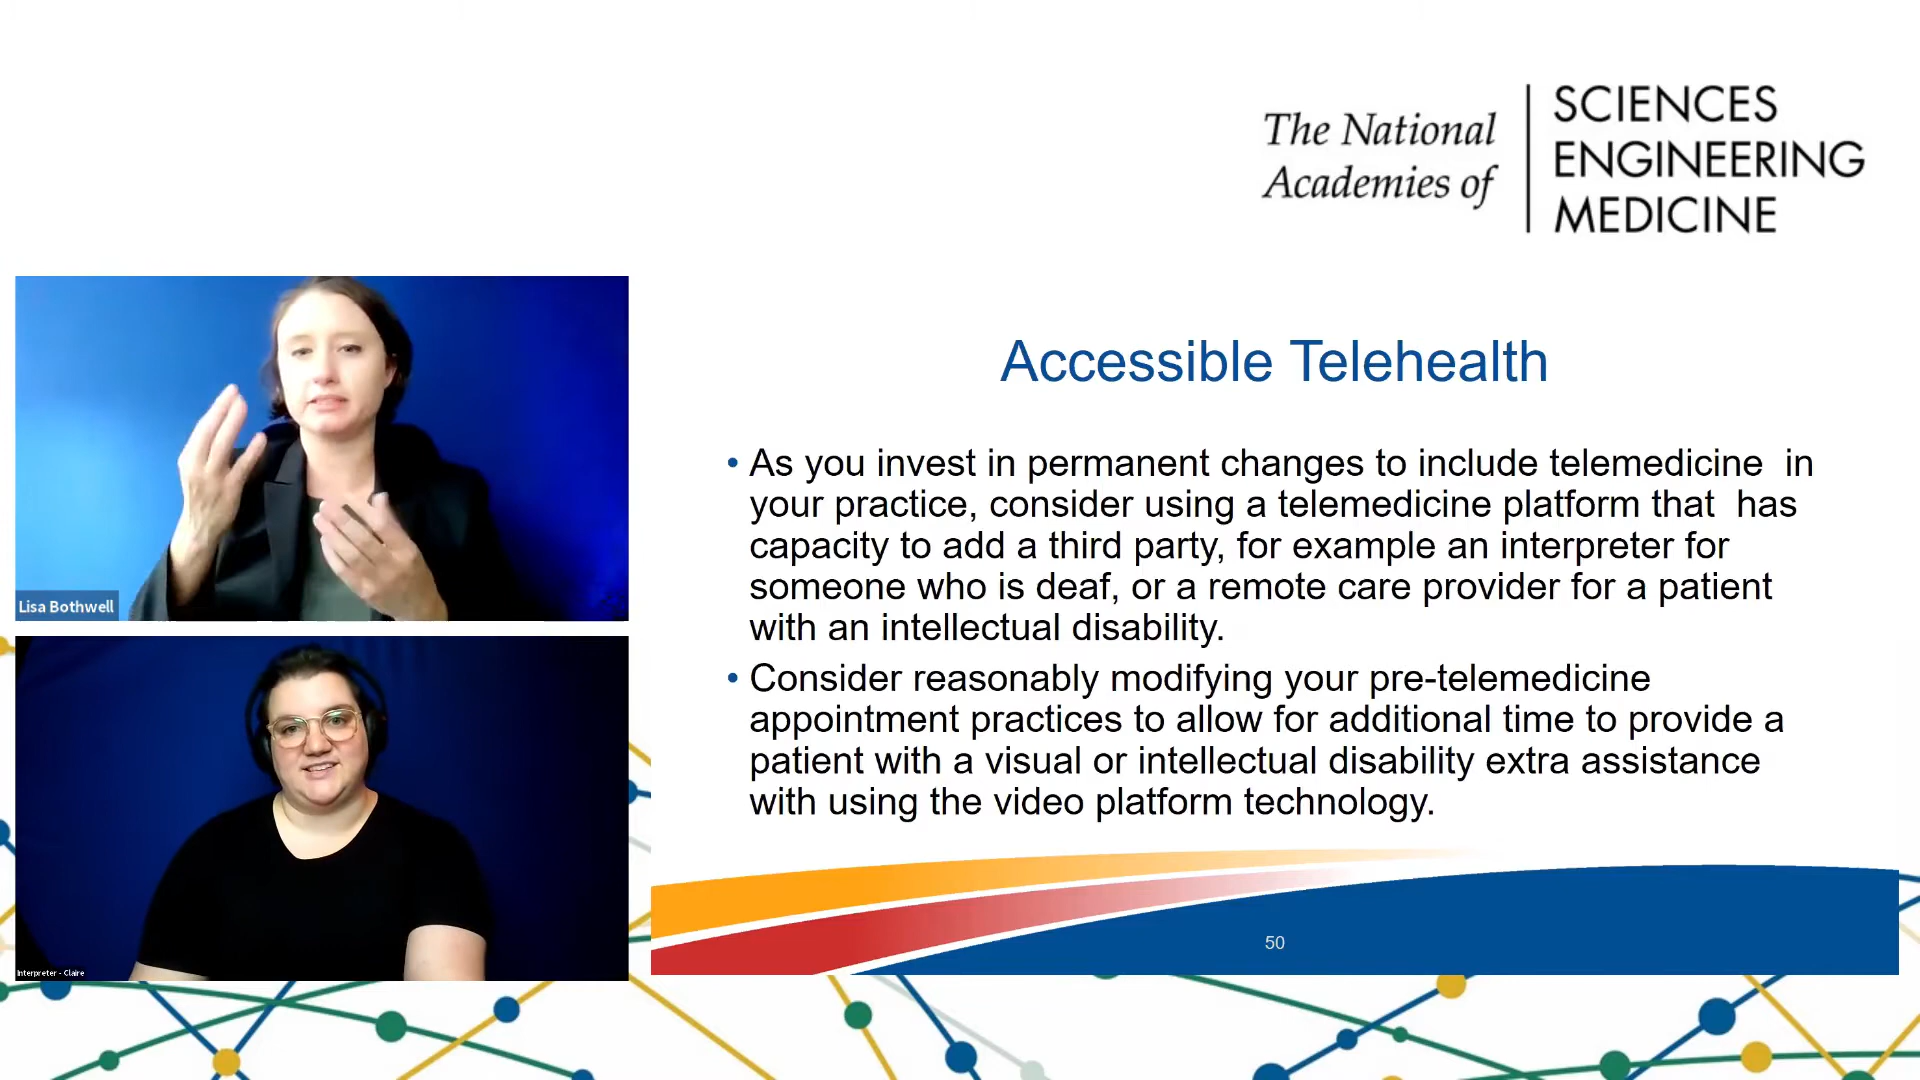 The National
Academies of
SCIENCES
ENGINEERING
MEDICINE
Lisa Bothwell
Interpreter - Claire
Accessible Telehealth
• As you invest in permanent changes to include telemedicine  in
your practice, consider using a telemedicine platform that  has
capacity to add a third party, for example an interpreter for
someone who is deaf, or a remote care provider for a patient
with an intellectual disability.
• Consider reasonably modifying your pre-telemedicine
appointment practices to allow for additional time to provide a
patient with a visual or intellectual disability extra assistance
with using the video platform technology.
50